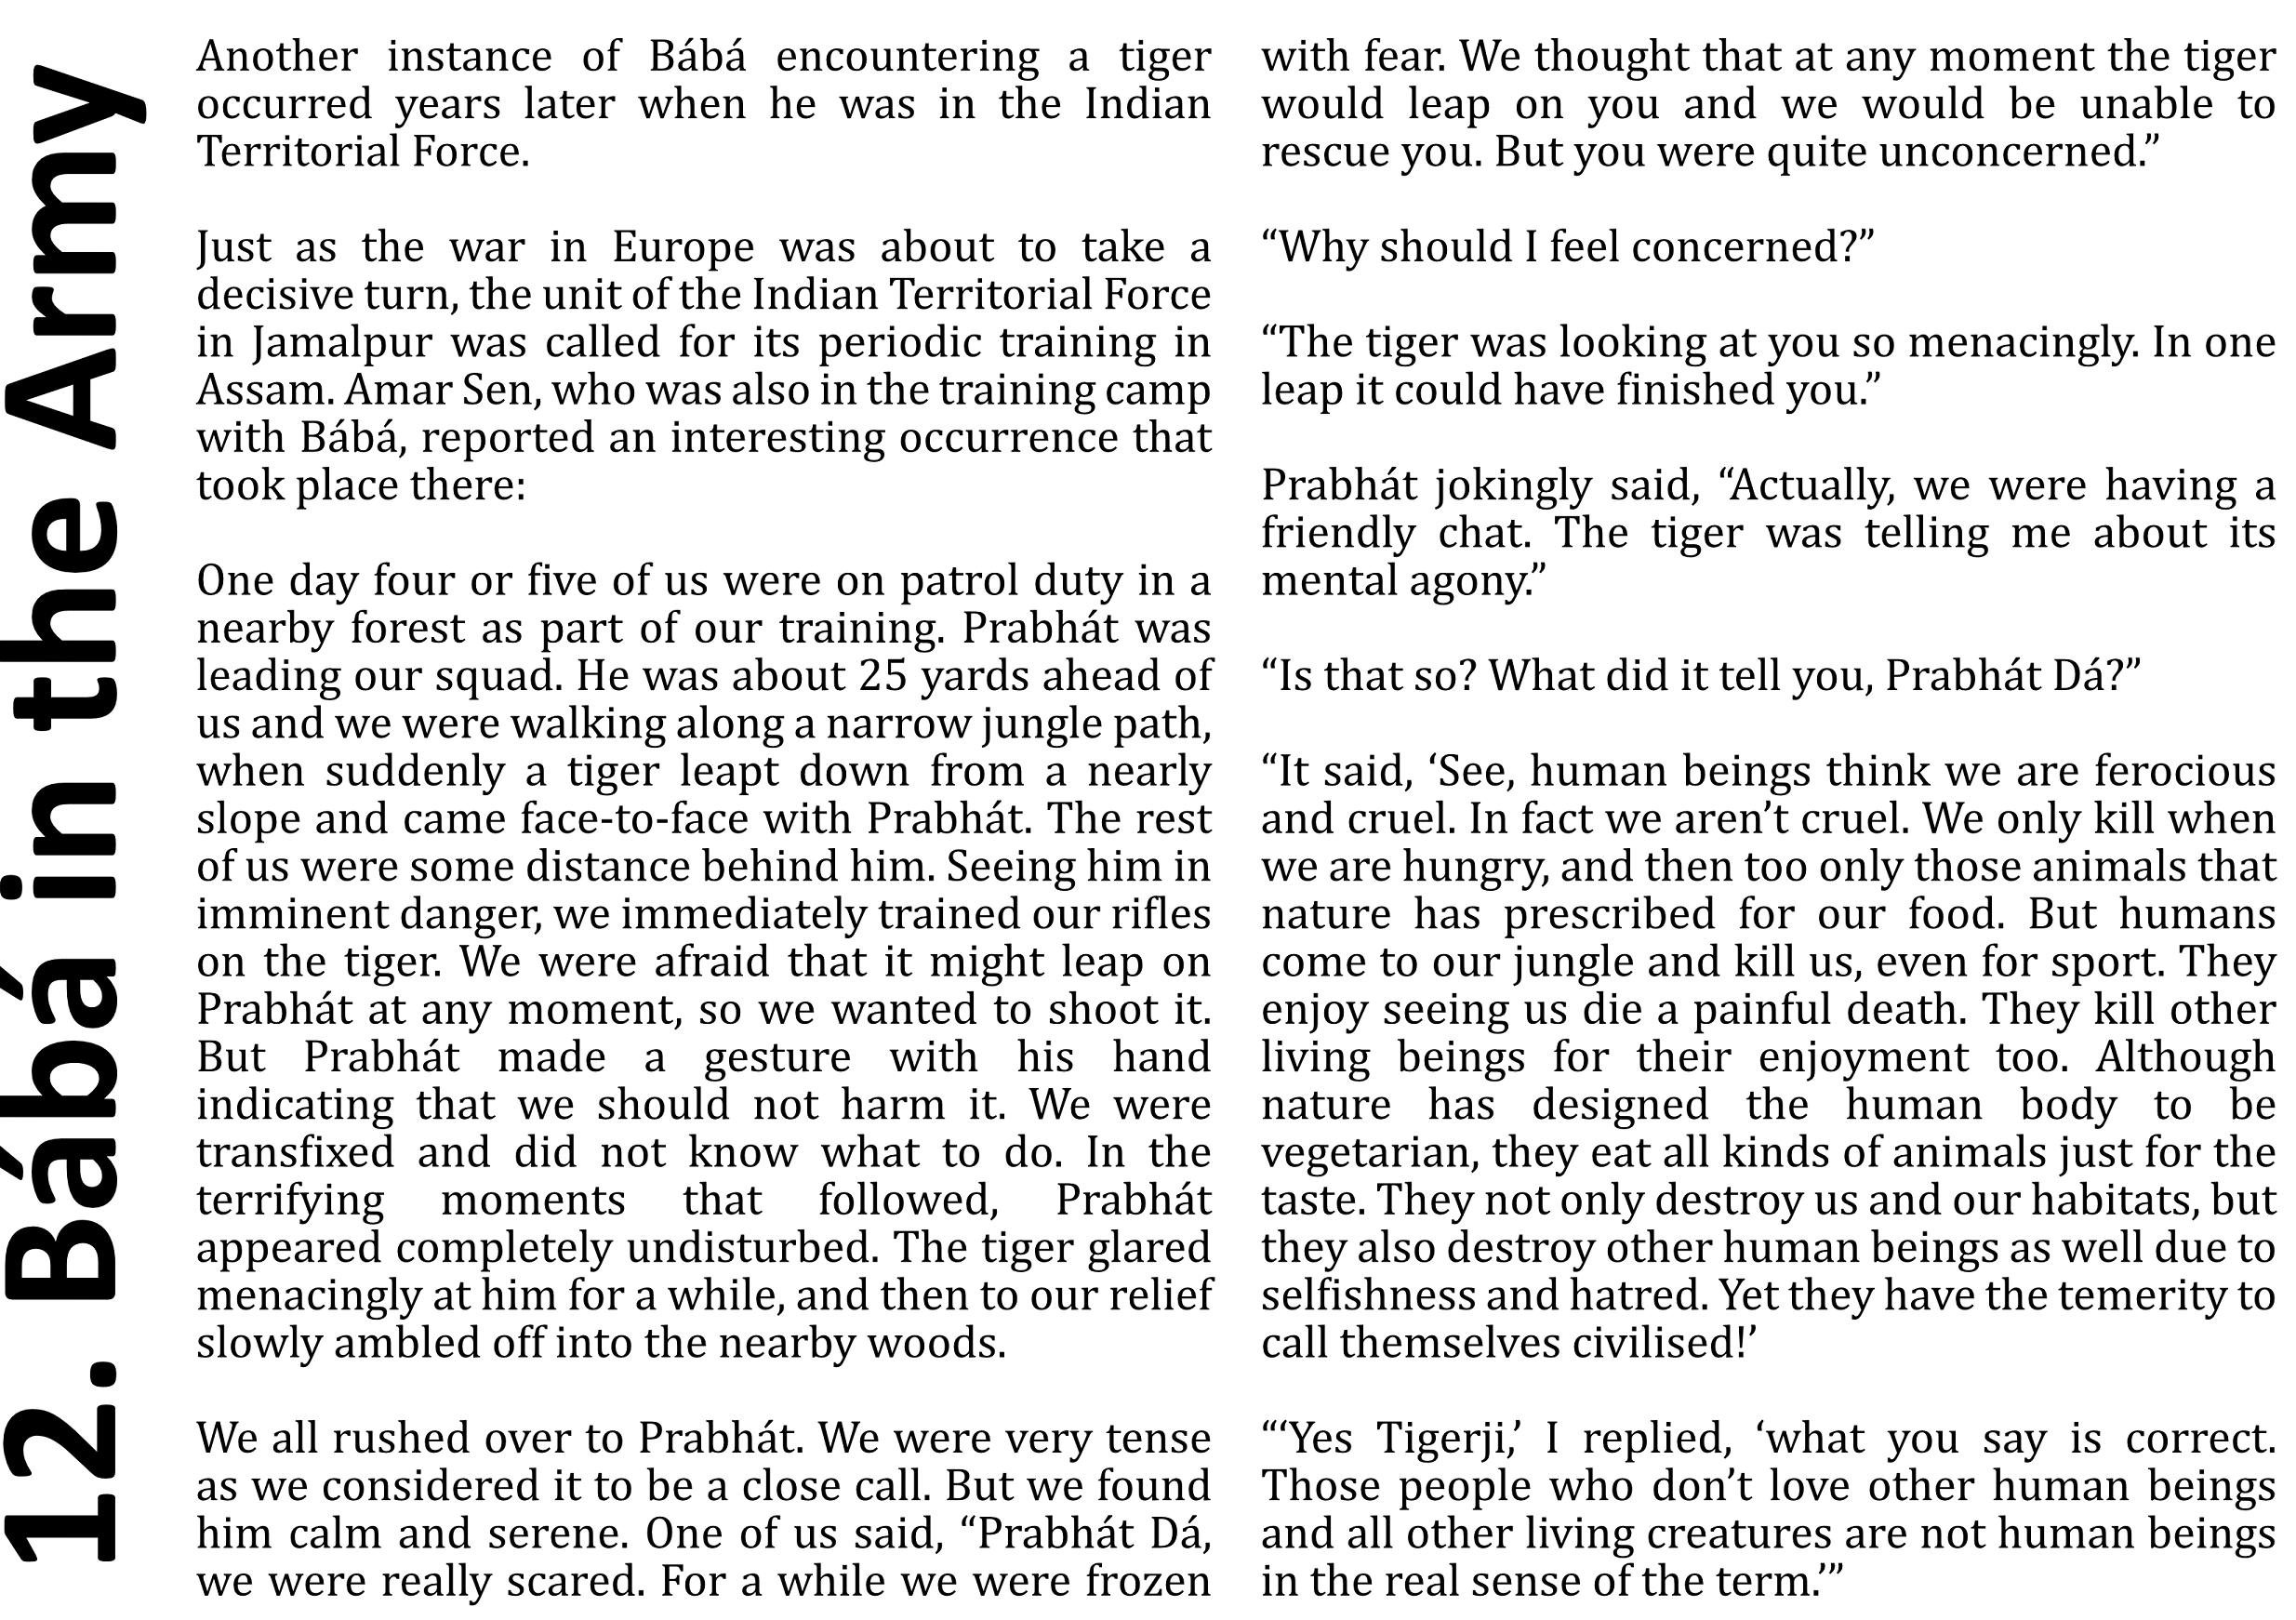 12. Bábá in the Army
Another instance of Bábá encountering a tiger
occurred years later when he was in the Indian
Territorial Force.
Just as the war in Europe was about to take a
decisive turn, the unit of the Indian Territorial Force
in Jamalpur was called for its periodic training in
Assam. Amar Sen, who was also in the training camp
with Bábá, reported an interesting occurrence that
took place there:
One day four or five of us were on patrol duty in a
nearby forest as part of our training. Prabhát was
leading our squad. He was about 25 yards ahead of
us and we were walking along a narrow jungle path,
when suddenly a tiger leapt down from a nearly
slope and came face-to-face with Prabhát. The rest
of us were some distance behind him. Seeing him in
imminent danger, we immediately trained our rifles
on the tiger. We were afraid that it might leap on
Prabhát at any moment, so we wanted to shoot it.
But Prabhát made a gesture with his hand
indicating that we should not harm it. We were
transfixed and did not know what to do. In the
terrifying moments that followed, Prabhát
appeared completely undisturbed. The tiger glared
menacingly at him for a while, and then to our relief
slowly ambled off into the nearby woods.
We all rushed over to Prabhát. We were very tense
as we considered it to be a close call. But we found
him calm and serene. One of us said, “Prabhát Dá,
we were really scared. For a while we were frozen
with fear. We thought that at any moment the tiger
would leap on you and we would be unable to
rescue you. But you were quite unconcerned.”
“Why should I feel concerned?”
“The tiger was looking at you so menacingly. In one
leap it could have finished you.”
Prabhát jokingly said, “Actually, we were having a
friendly chat. The tiger was telling me about its
mental agony.”
“Is that so? What did it tell you, Prabhát Dá?”
“It said, ‘See, human beings think we are ferocious
and cruel. In fact we aren’t cruel. We only kill when
we are hungry, and then too only those animals that
nature has prescribed for our food. But humans
come to our jungle and kill us, even for sport. They
enjoy seeing us die a painful death. They kill other
living beings for their enjoyment too. Although
nature has designed the human body to be
vegetarian, they eat all kinds of animals just for the
taste. They not only destroy us and our habitats, but
they also destroy other human beings as well due to
selfishness and hatred. Yet they have the temerity to
call themselves civilised!’
“‘Yes Tigerji,’ I replied, ‘what you say is correct.
Those people who don’t love other human beings
and all other living creatures are not human beings
in the real sense of the term.’”